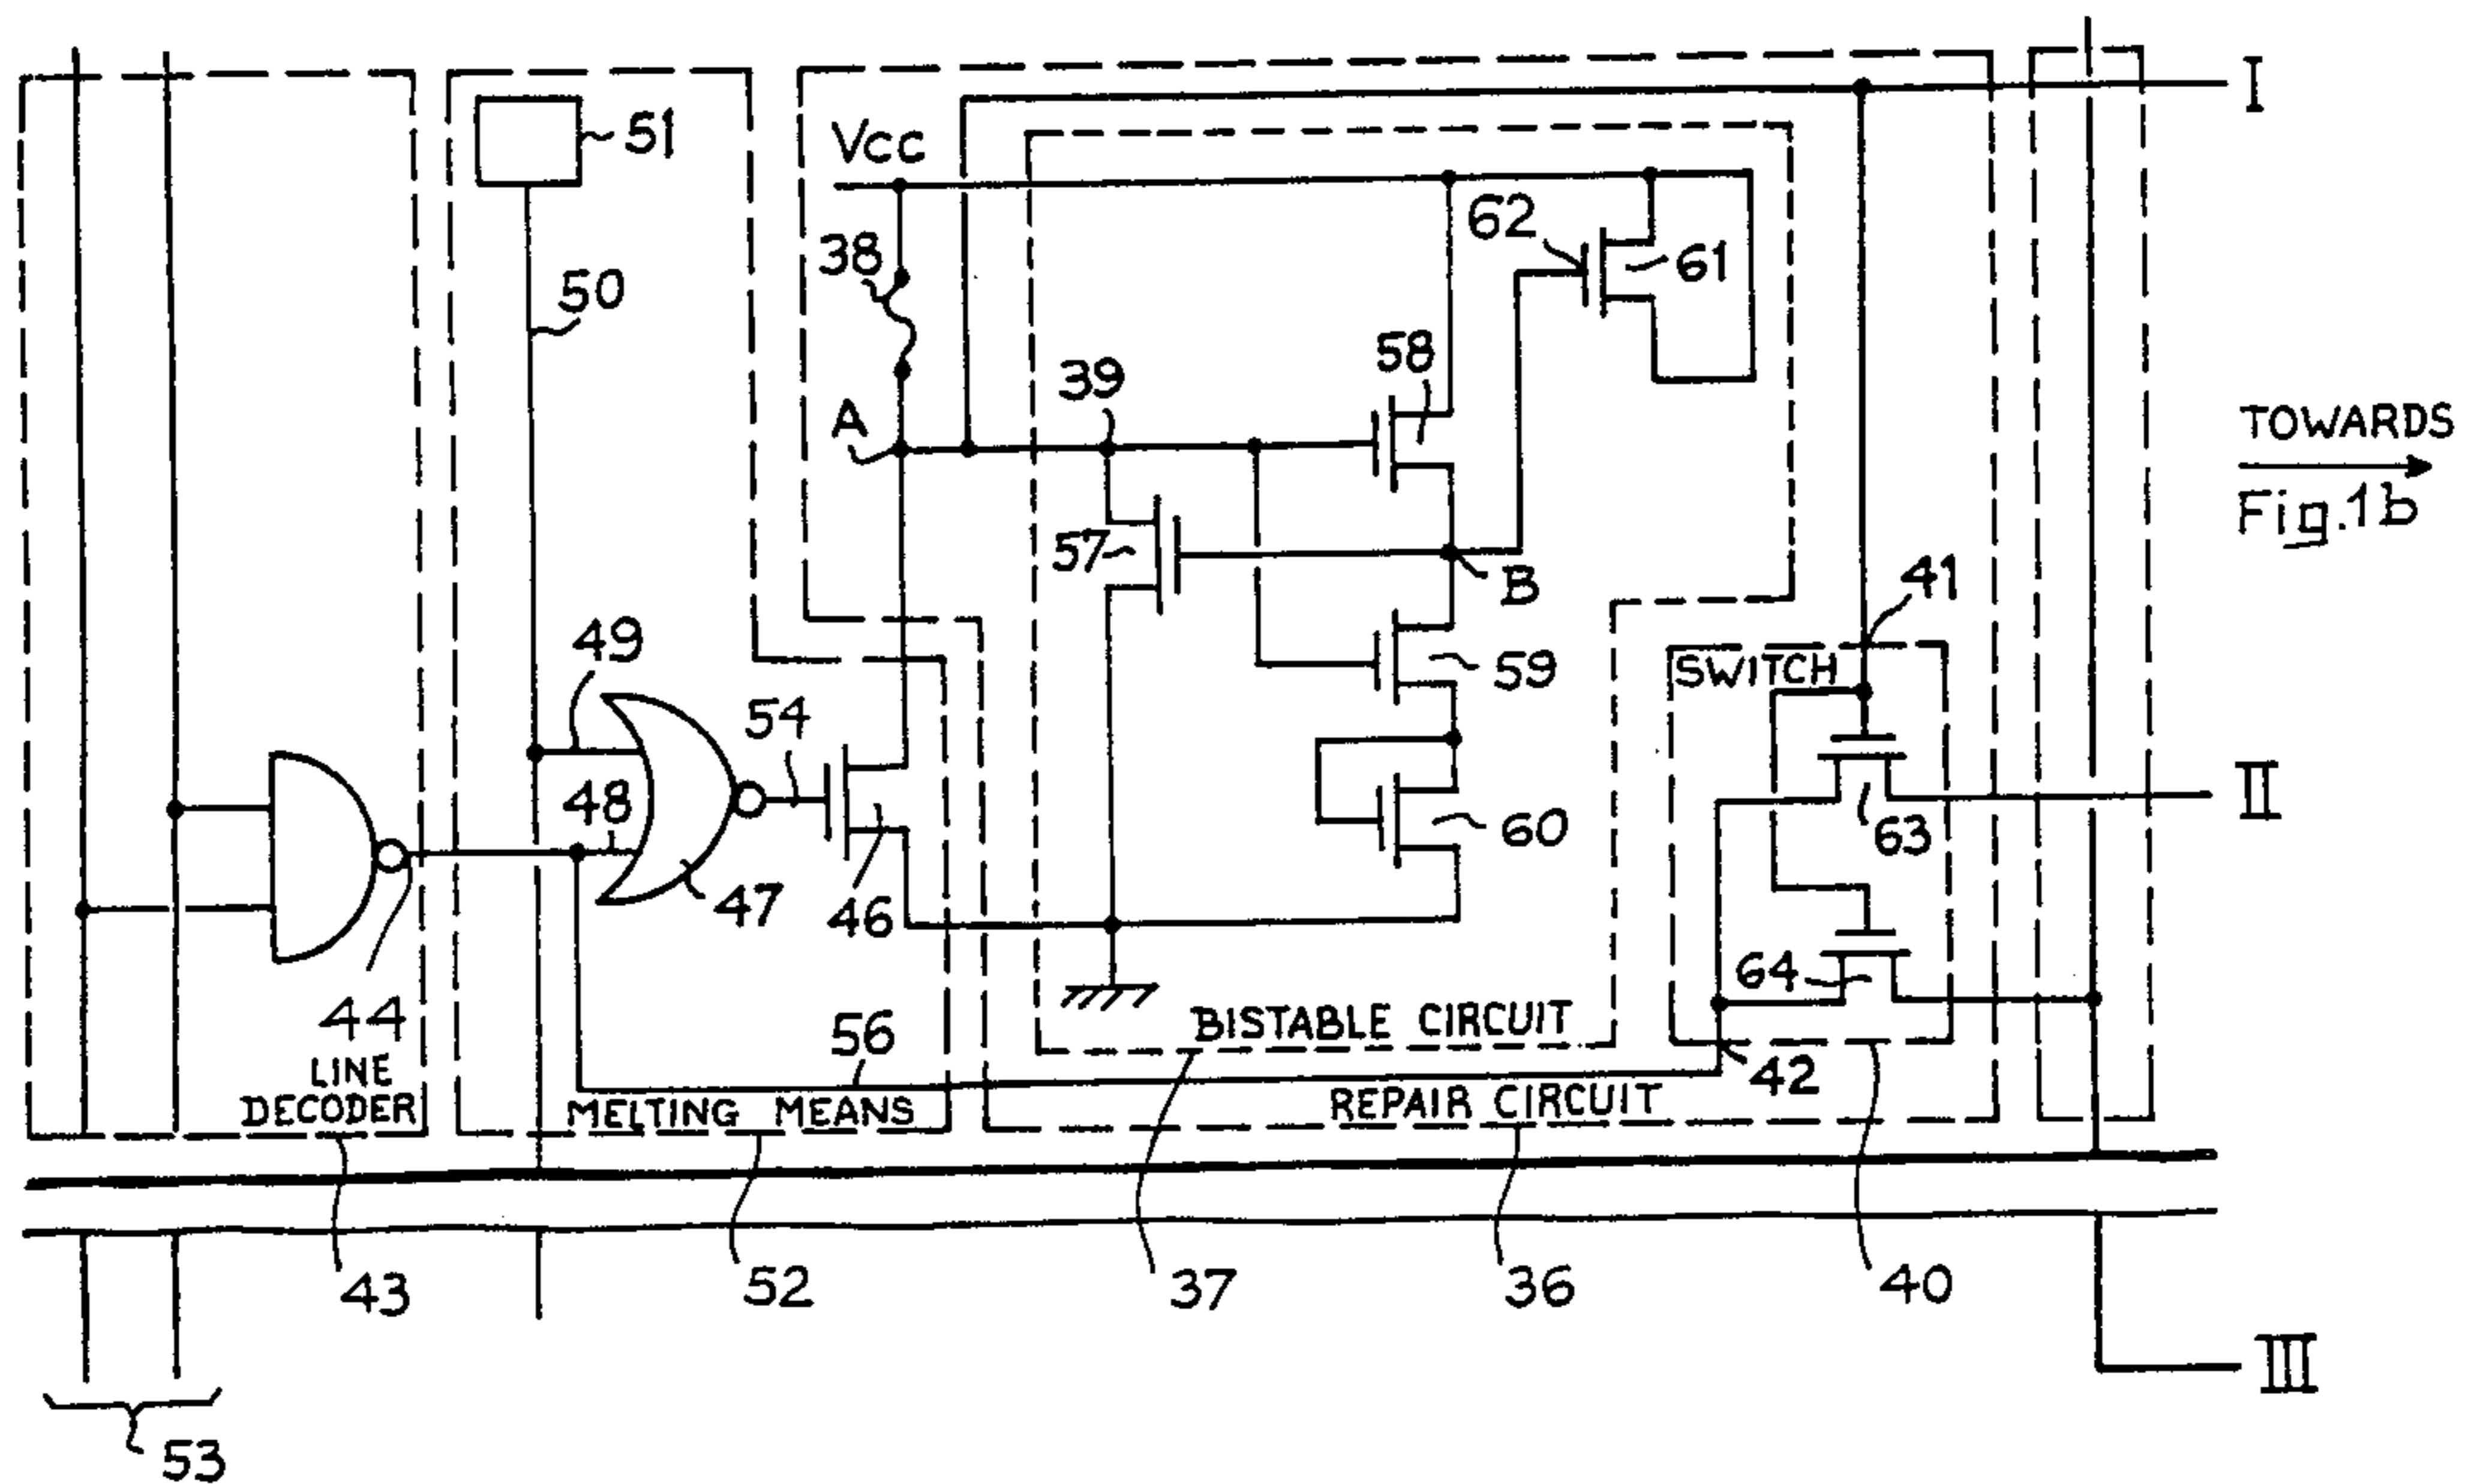 I
51
Vcc
62
38
61
50
58
39
A
TOWARDS
Fig.1b
57
B
41
49
59
SWITCH
54
48
II
63
60
47
46
64
44
BISTABLE CIRCUIT
56
42
LINE
DECODER
MELTING MEANS
REPAIR CIRCUIT
43
52
37
36
40
III
53